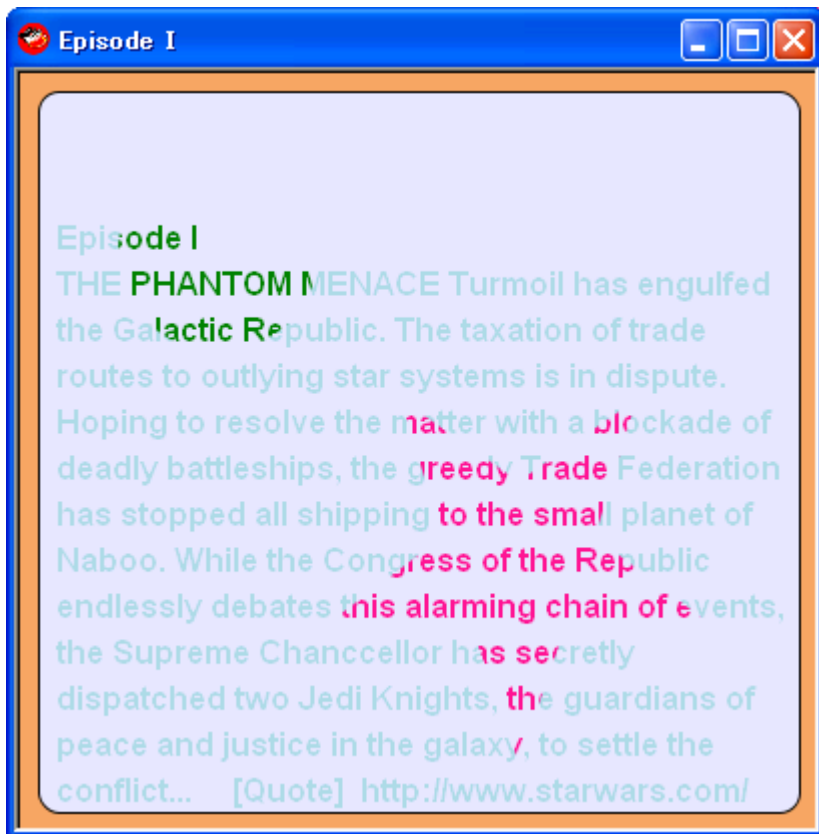 Episode I
Episode I
THE PHANTOM MENACE Turmoil has engulfed
the Galactic Republic. The taxation of trade
routes to outlying star systems is in dispute.
Hoping to resolve the matter with a blockade of
deadly battleships, the greedy Trade Federation
has stopped all shipping to the small planet of
Naboo. While the Congress of the Republic
endlessly debates this alarming chain of events,
the Supreme Chanccellor has secretly
dispatched two Jedi Knights, the guardians of
peace and justice in the galaxy, to settle the
conflict... [Quote] http://www.starwars.com/